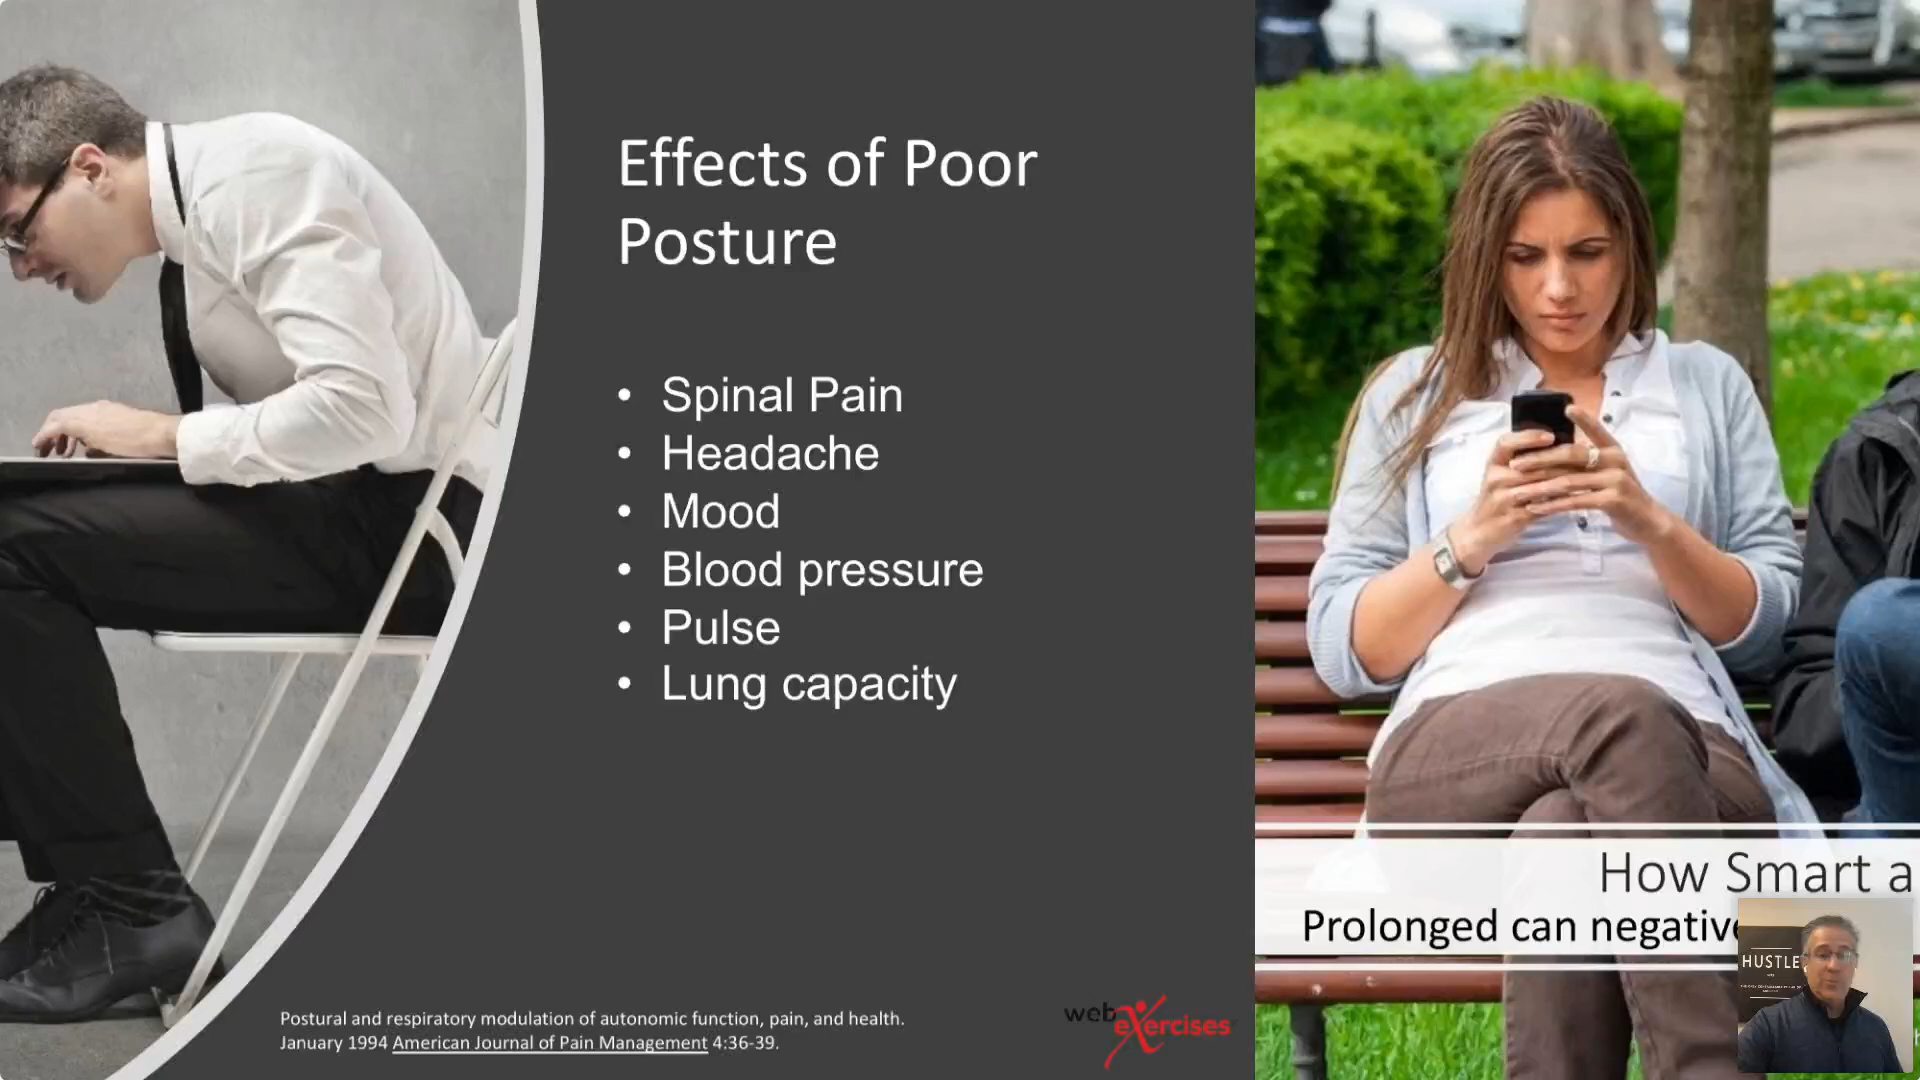 Effects of Poor
Posture
• Spinal Pain
• Headache
• Mood
• Blood pressure
• Pulse
• Lung capacity
Postural and respiratory modulation of autonomic function, pain, and health.
January 1994 American Journal of Pain Management 4:36-39.
web
eXercises
How Smart a
Prolonged can negative
HUSTLE